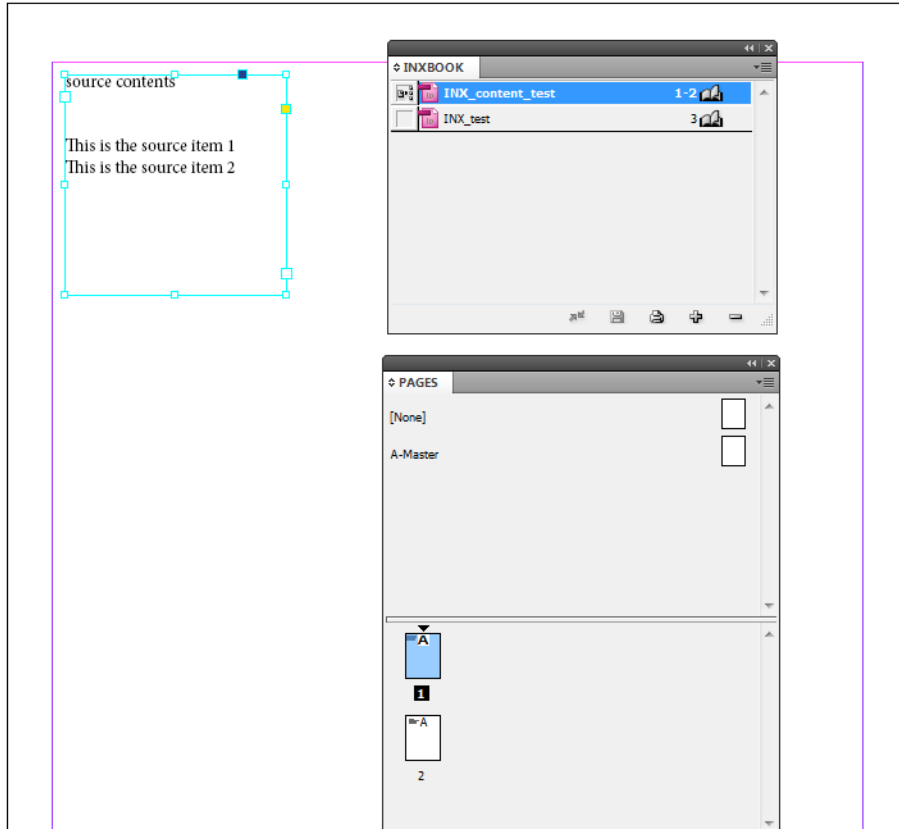 source contents
This is the source item 1
This is the source item 2
INXBOOK
INX_content_test 1-2
INX_test 3
PAGES
[None]
A-Master
A
1
A
2